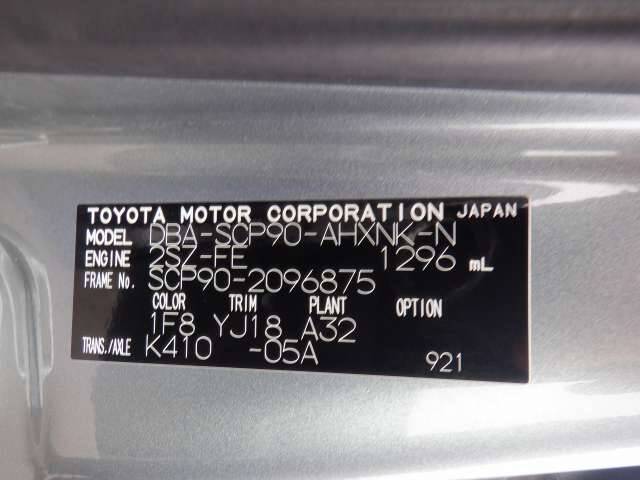 TOYOTA MOTOR CORPORATION JAPAN
MODEL DBA-SCP90-AHXNK-N
ENGINE 2SZ-FE 1296 mL
FRAME No. SCP90-2096875
COLOR TRIM PLANT OPTION
1F8 YJ18 A32
TRANS./AXLE K410 -05A 921